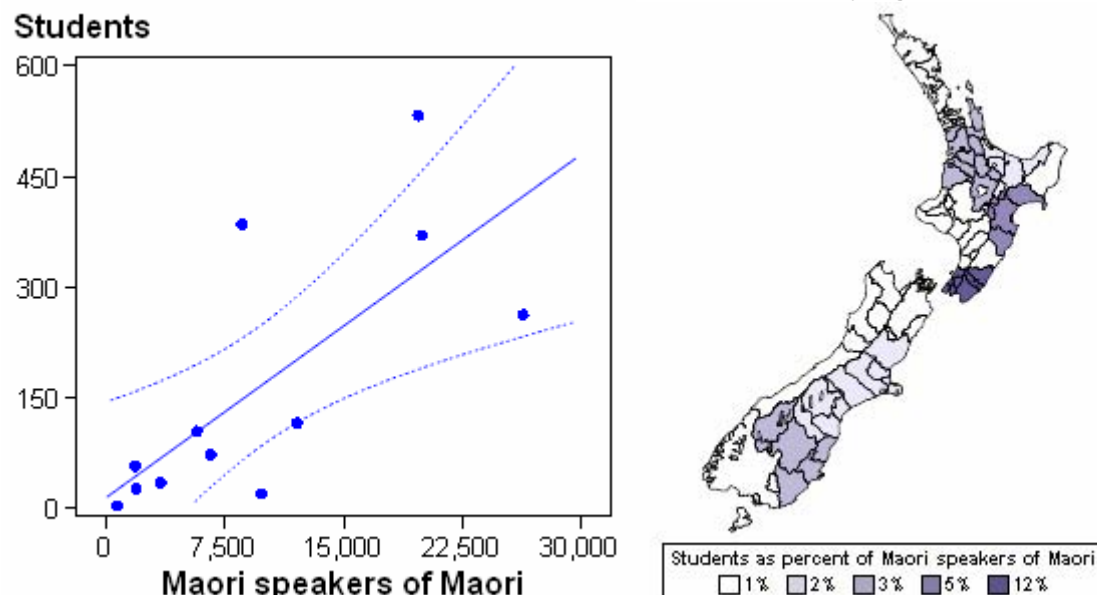 Students
600
450
300
150
0
0 7,500 15,000 22,500 30,000
Maori speakers of Maori
Students as percent of Maori speakers of Maori
1% 2% 3% 5% 12%